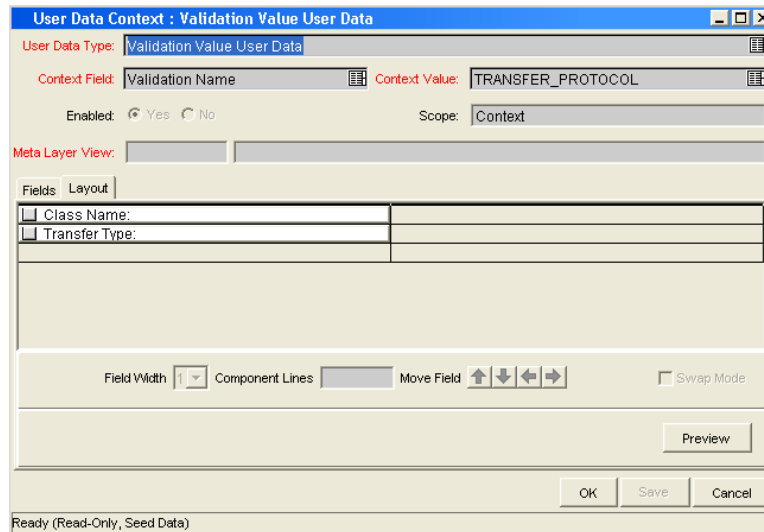 User Data Context : Validation Value User Data
User Data Type: Validation Value User Data
Context Field: Validation Name Context Value: TRANSFER_PROTOCOL
Enabled: Yes No Scope: Context
Meta Layer View:
Fields Layout
Class Name:
Transfer Type:
Field Width 1 Component Lines Move Field Swap Mode
Preview
OK Save Cancel
Ready (Read-Only, Seed Data)